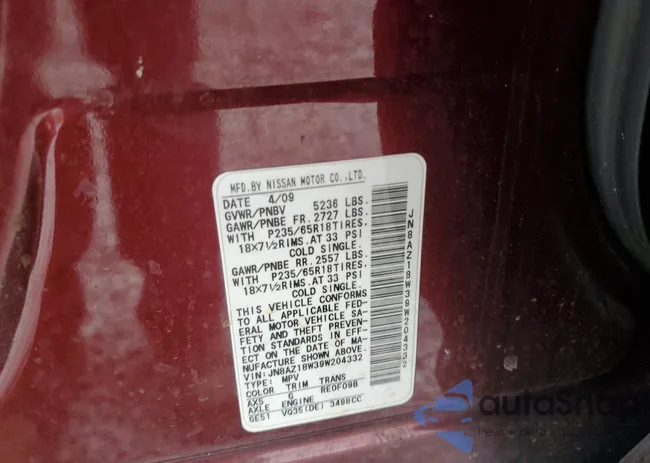 MFD.BY NISSAN MOTOR CO.,LTD.
DATE 4/09
GVWR/PNBV 5236 LBS.
GAWR/PNBE FR. 2727 LBS.
WITH P235/65R18TIRES.
18X7½RIMS.AT 33 PSI
COLD SINGLE.
GAWR/PNBE RR. 2557 LBS.
WITH P235/65R18TIRES.
18X7½RIMS.AT 33 PSI
COLD SINGLE.
THIS VEHICLE CONFORMS
TO ALL APPLICABLE FED-
ERAL MOTOR VEHICLE SA-
FETY AND THEFT PREVEN-
TION STANDARDS IN EFF-
ECT ON THE DATE OF MA-
NUFACTURE SHOWN ABOVE.
VIN:JN8AZ18W39W204332
TYPE: MPV
COLOR TRIM TRANS
AX5 G RE0F09B
AXLE ENGINE
GE51 VQ35(DE) 3498CC
JN8AZ18W39W204332
autoSnap
Pewne auto